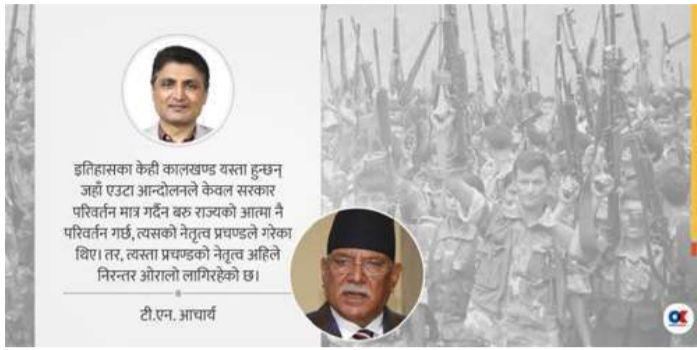 इतिहासका केही कालखण्ड यस्ता हुन्छन्
जहाँ एउटा आन्दोलनले केवल सरकार
परिवर्तन मात्र गर्दैन बरु राज्यको आत्मा नै
परिवर्तन गर्छ, त्यसको नेतृत्व प्रचण्डले गरेका
थिए। तर, त्यस्ता प्रचण्डको नेतृत्व अहिले
निरन्तर ओरालो लागिरहेको छ।
टी.एन. आचार्य
OK